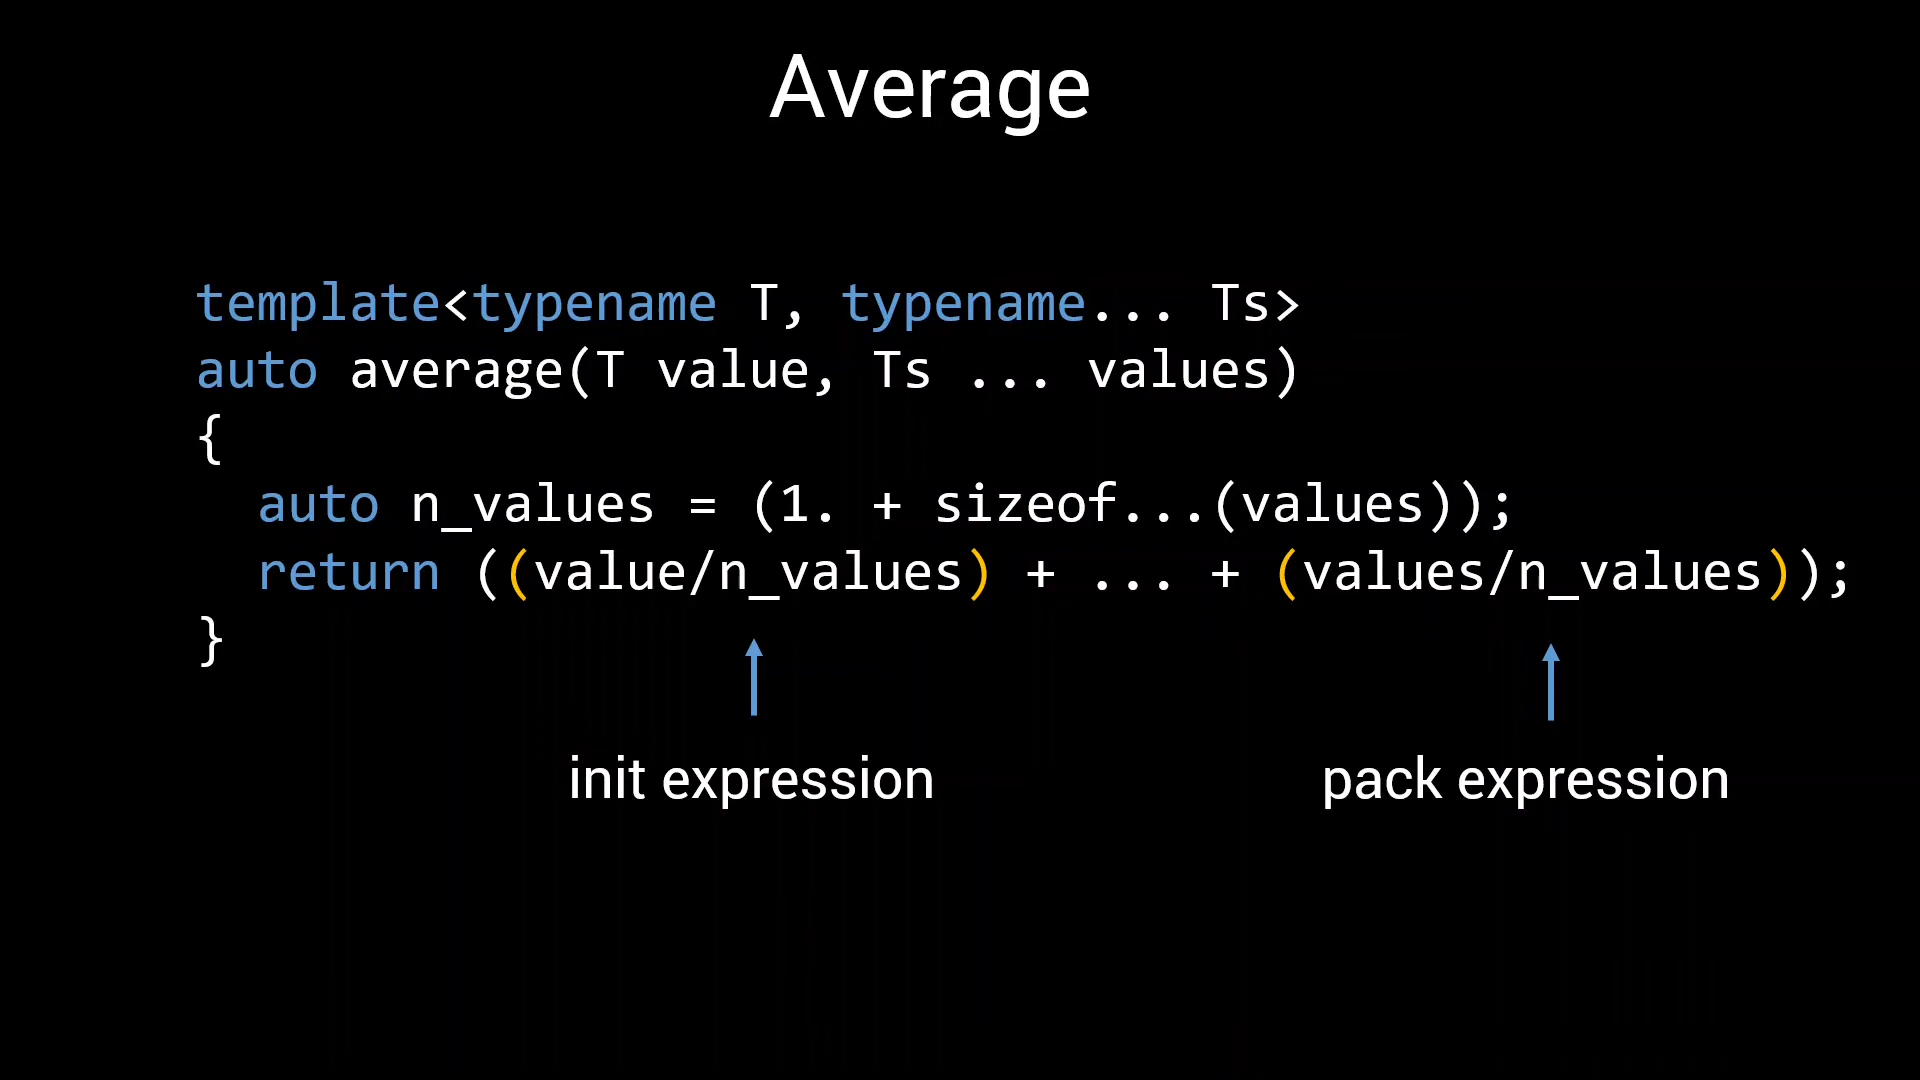 Average
template<typename T, typename... Ts>
auto average(T value, Ts ... values)
{
  auto n_values = (1. + sizeof...(values));
  return ((value/n_values) + ... + (values/n_values));
}
init expression
pack expression